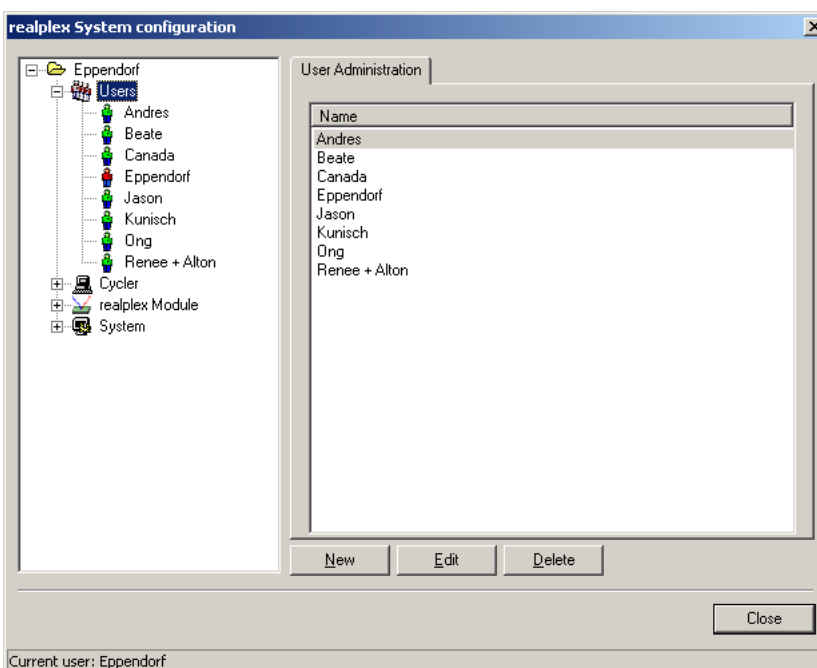 realplex System configuration
Eppendorf
Users
Andres
Beate
Canada
Eppendorf
Jason
Kunisch
Ong
Renee + Alton
Cycler
realplex Module
System
User Administration
Name
Andres
Beate
Canada
Eppendorf
Jason
Kunisch
Ong
Renee + Alton
New Edit Delete
Close
Current user: Eppendorf